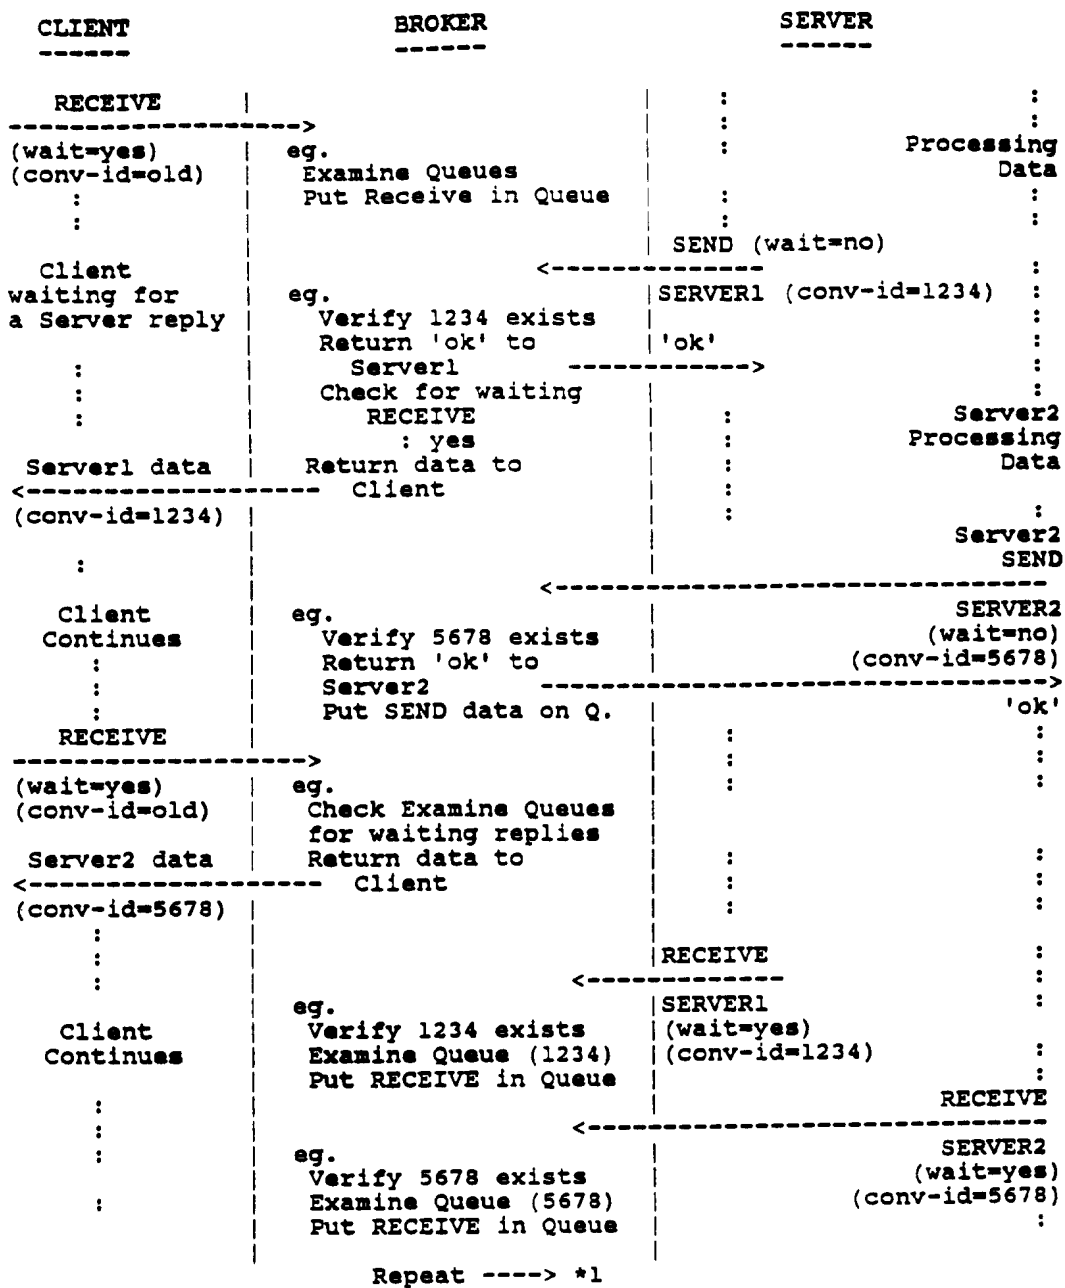 CLIENT BROKER SERVER
------ ------ ------
RECEIVE | | : :
-------------------> : :
(wait=yes) | eg. | : Processing
(conv-id=old) | Examine Queues | Data
: | Put Receive in Queue | : :
: | | : :
| | SEND (wait=no)
Client <------------- :
waiting for | eg. |SERVER1 (conv-id=1234) :
a Server reply | Verify 1234 exists :
| Return 'ok' to | 'ok' :
: Server1 ------------> :
: | Check for waiting :
: | RECEIVE : Server2
| : yes : Processing
Server1 data | Return data to | : Data
<------------------- Client | :
(conv-id=1234) | | : :
Server2
: | | SEND
<------------------------------
Client | eg. SERVER2
Continues | Verify 5678 exists (wait=no)
: | Return 'ok' to (conv-id=5678)
: | Server2 ------------------------------->
: | Put SEND data on Q. | 'ok'
RECEIVE | : :
-------------------> | : :
(wait=yes) | eg. | : :
(conv-id=old) | Check Examine Queues |
| for waiting replies |
Server2 data | Return data to | : :
<------------------- Client | : :
(conv-id=5678) | | : :
: | |
: | |RECEIVE :
: | <------------- :
| eg. |SERVER1 :
Client | Verify 1234 exists |(wait=yes)
Continues | Examine Queue (1234) |(conv-id=1234) :
| Put RECEIVE in Queue | :
: | | RECEIVE
: | <------------------------------
: | eg. | SERVER2
| Verify 5678 exists | (wait=yes)
: | Examine Queue (5678) | (conv-id=5678)
| Put RECEIVE in Queue | :
Repeat ----> *1